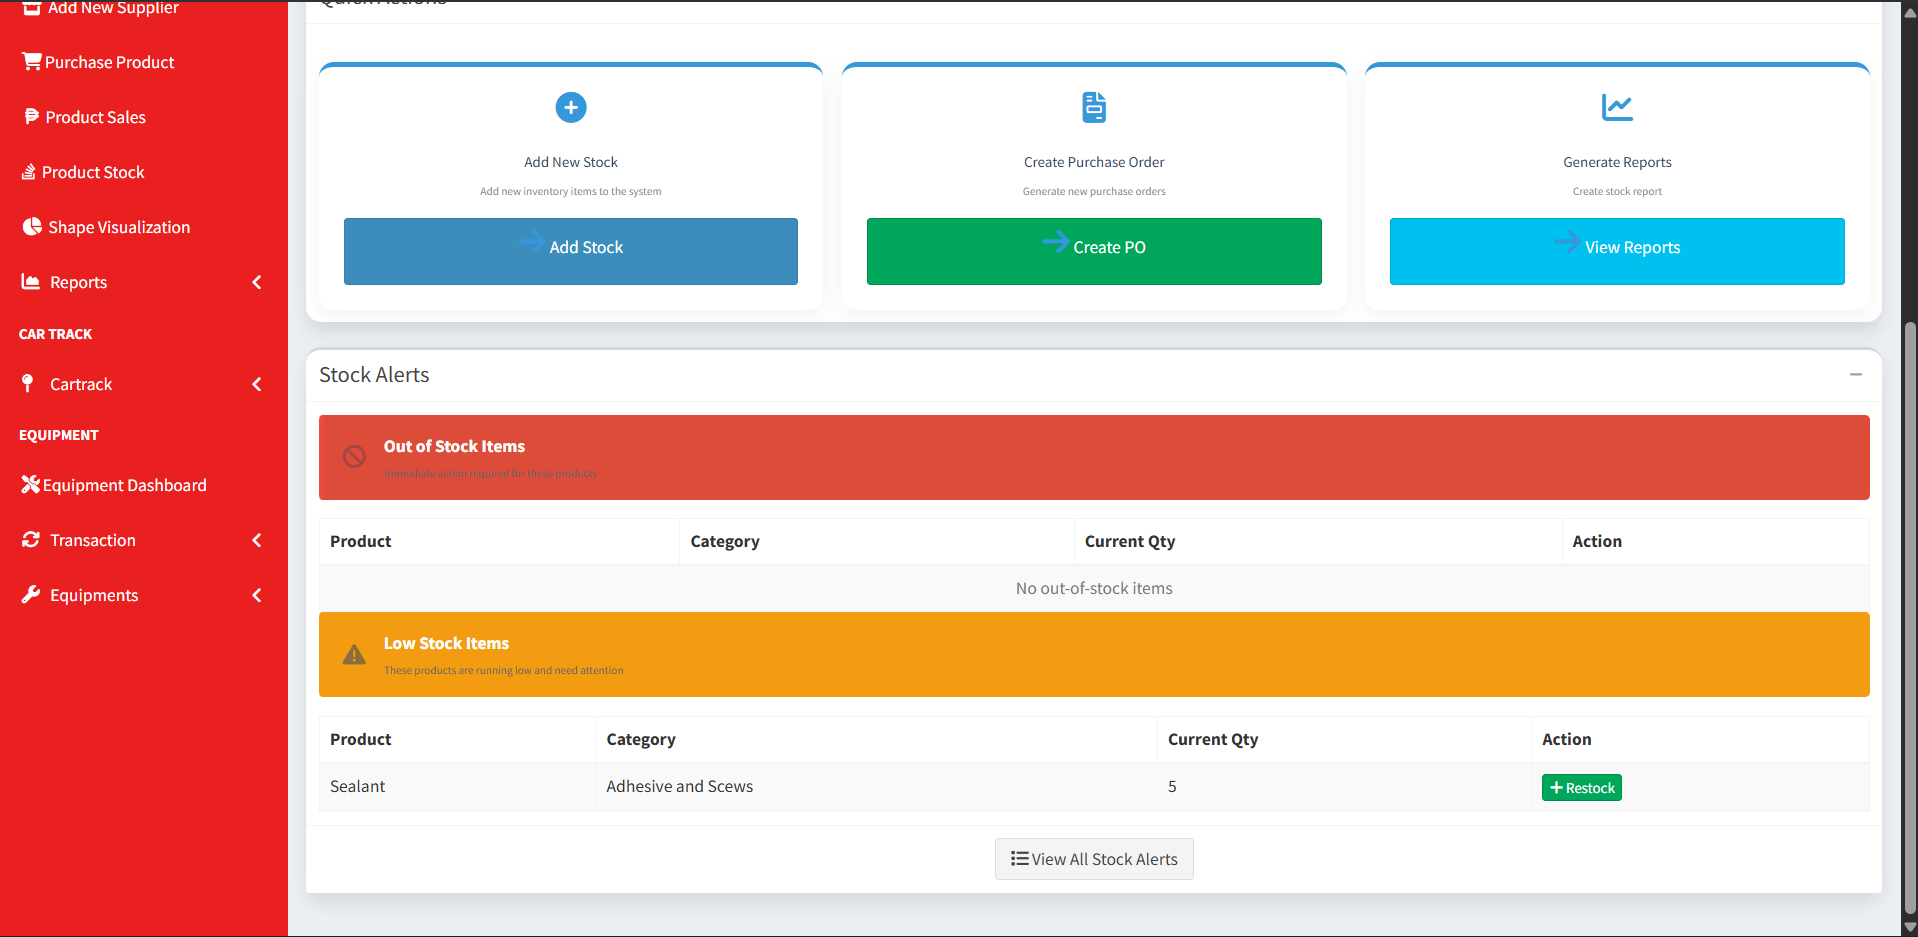 Add New Supplier
Purchase Product
Product Sales
Product Stock
Shape Visualization
Reports
CAR TRACK
Cartrack
EQUIPMENT
Equipment Dashboard
Transaction
Equipments
Quick Actions
Add New Stock
Add new inventory items to the system
Add Stock
Create Purchase Order
Generate new purchase orders
Create PO
Generate Reports
Create stock report
View Reports
Stock Alerts
Out of Stock Items
Immediate action required for these products
Product Category Current Qty Action
No out-of-stock items
Low Stock Items
These products are running low and need attention
Product Category Current Qty Action
Sealant Adhesive and Scews 5 Restock
View All Stock Alerts